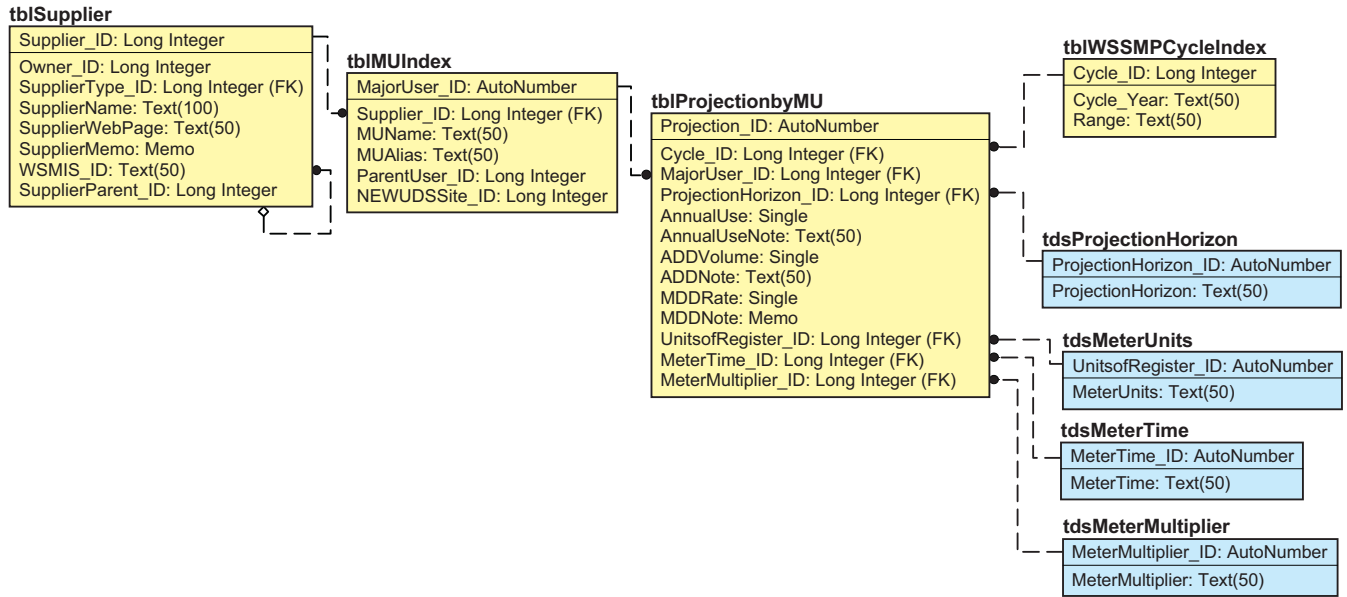 tblSupplier
Supplier_ID: Long Integer
Owner_ID: Long Integer
SupplierType_ID: Long Integer (FK)
SupplierName: Text(100)
SupplierWebPage: Text(50)
SupplierMemo: Memo
WSMIS_ID: Text(50)
SupplierParent_ID: Long Integer
tblMUIndex
MajorUser_ID: AutoNumber
Supplier_ID: Long Integer (FK)
MUName: Text(50)
MUAlias: Text(50)
ParentUser_ID: Long Integer
NEWUDSSite_ID: Long Integer
tblProjectionbyMU
Projection_ID: AutoNumber
Cycle_ID: Long Integer (FK)
MajorUser_ID: Long Integer (FK)
ProjectionHorizon_ID: Long Integer (FK)
AnnualUse: Single
AnnualUseNote: Text(50)
ADDVolume: Single
ADDNote: Text(50)
MDDRate: Single
MDDNote: Memo
UnitsofRegister_ID: Long Integer (FK)
MeterTime_ID: Long Integer (FK)
MeterMultiplier_ID: Long Integer (FK)
tblWSSMPCycleIndex
Cycle_ID: Long Integer
Cycle_Year: Text(50)
Range: Text(50)
tdsProjectionHorizon
ProjectionHorizon_ID: AutoNumber
ProjectionHorizon: Text(50)
tdsMeterUnits
UnitsofRegister_ID: AutoNumber
MeterUnits: Text(50)
tdsMeterTime
MeterTime_ID: AutoNumber
MeterTime: Text(50)
tdsMeterMultiplier
MeterMultiplier_ID: AutoNumber
MeterMultiplier: Text(50)